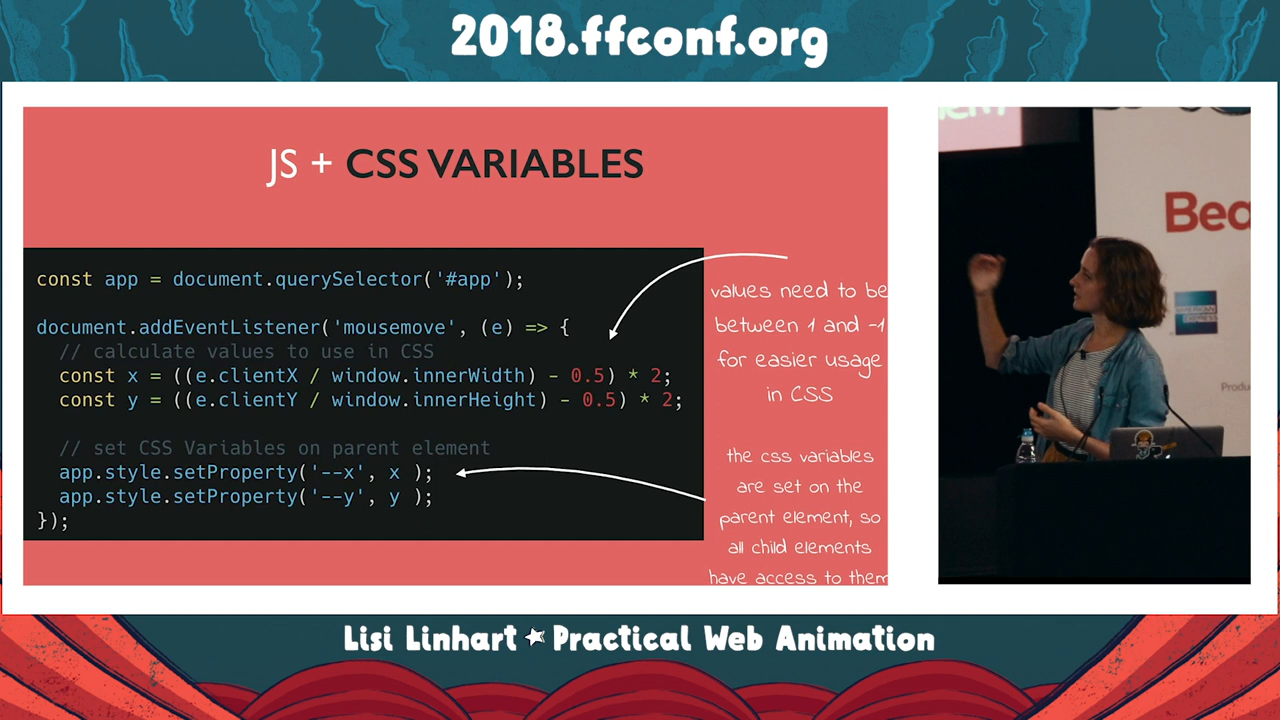 2018.ffconf.org
JS + CSS VARIABLES
const app = document.querySelector('#app');
document.addEventListener('mousemove', (e) => {
// calculate values to use in CSS
const x = ((e.clientX / window.innerWidth) - 0.5) * 2;
const y = ((e.clientY / window.innerHeight) - 0.5) * 2;
// set CSS Variables on parent element
app.style.setProperty('--x', x );
app.style.setProperty('--y', y );
});
values need to be
between 1 and -1
for easier usage
in CSS
the css variables
are set on the
parent element, so
all child elements
have access to them
Bea
AMERICAN
EXPRESS
Produ
Lisi Linhart ★ Practical Web Animation